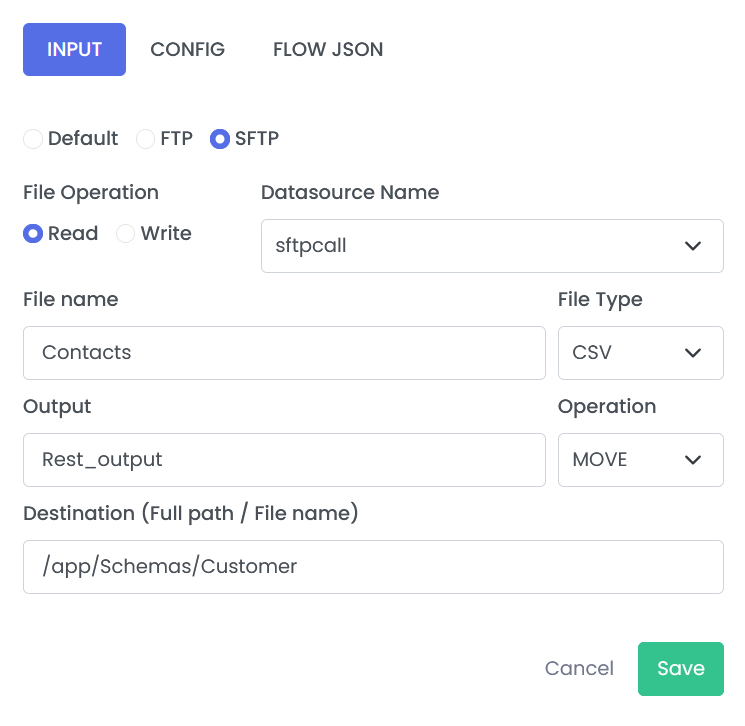 INPUT CONFIG FLOW JSON
Default FTP SFTP
File Operation Datasource Name
Read Write sftpcall
File name File Type
Contacts CSV
Output Operation
Rest_output MOVE
Destination (Full path / File name)
/app/Schemas/Customer
Cancel Save